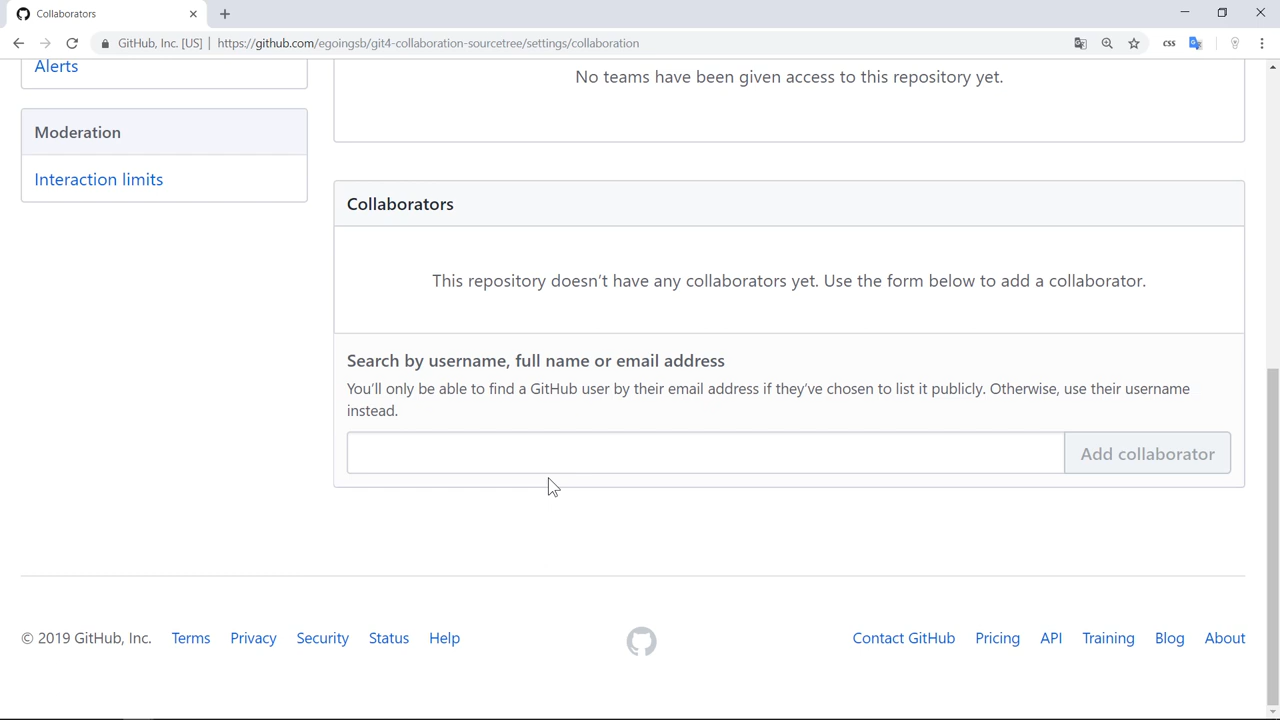 Collaborators
GitHub, Inc. [US] | https://github.com/egoingsb/git4-collaboration-sourcetree/settings/collaboration
css
Alerts
Moderation
Interaction limits
No teams have been given access to this repository yet.
Collaborators
This repository doesn’t have any collaborators yet. Use the form below to add a collaborator.
Search by username, full name or email address
You’ll only be able to find a GitHub user by their email address if they’ve chosen to list it publicly. Otherwise, use their username
instead.
Add collaborator
© 2019 GitHub, Inc. Terms Privacy Security Status Help Contact GitHub Pricing API Training Blog About